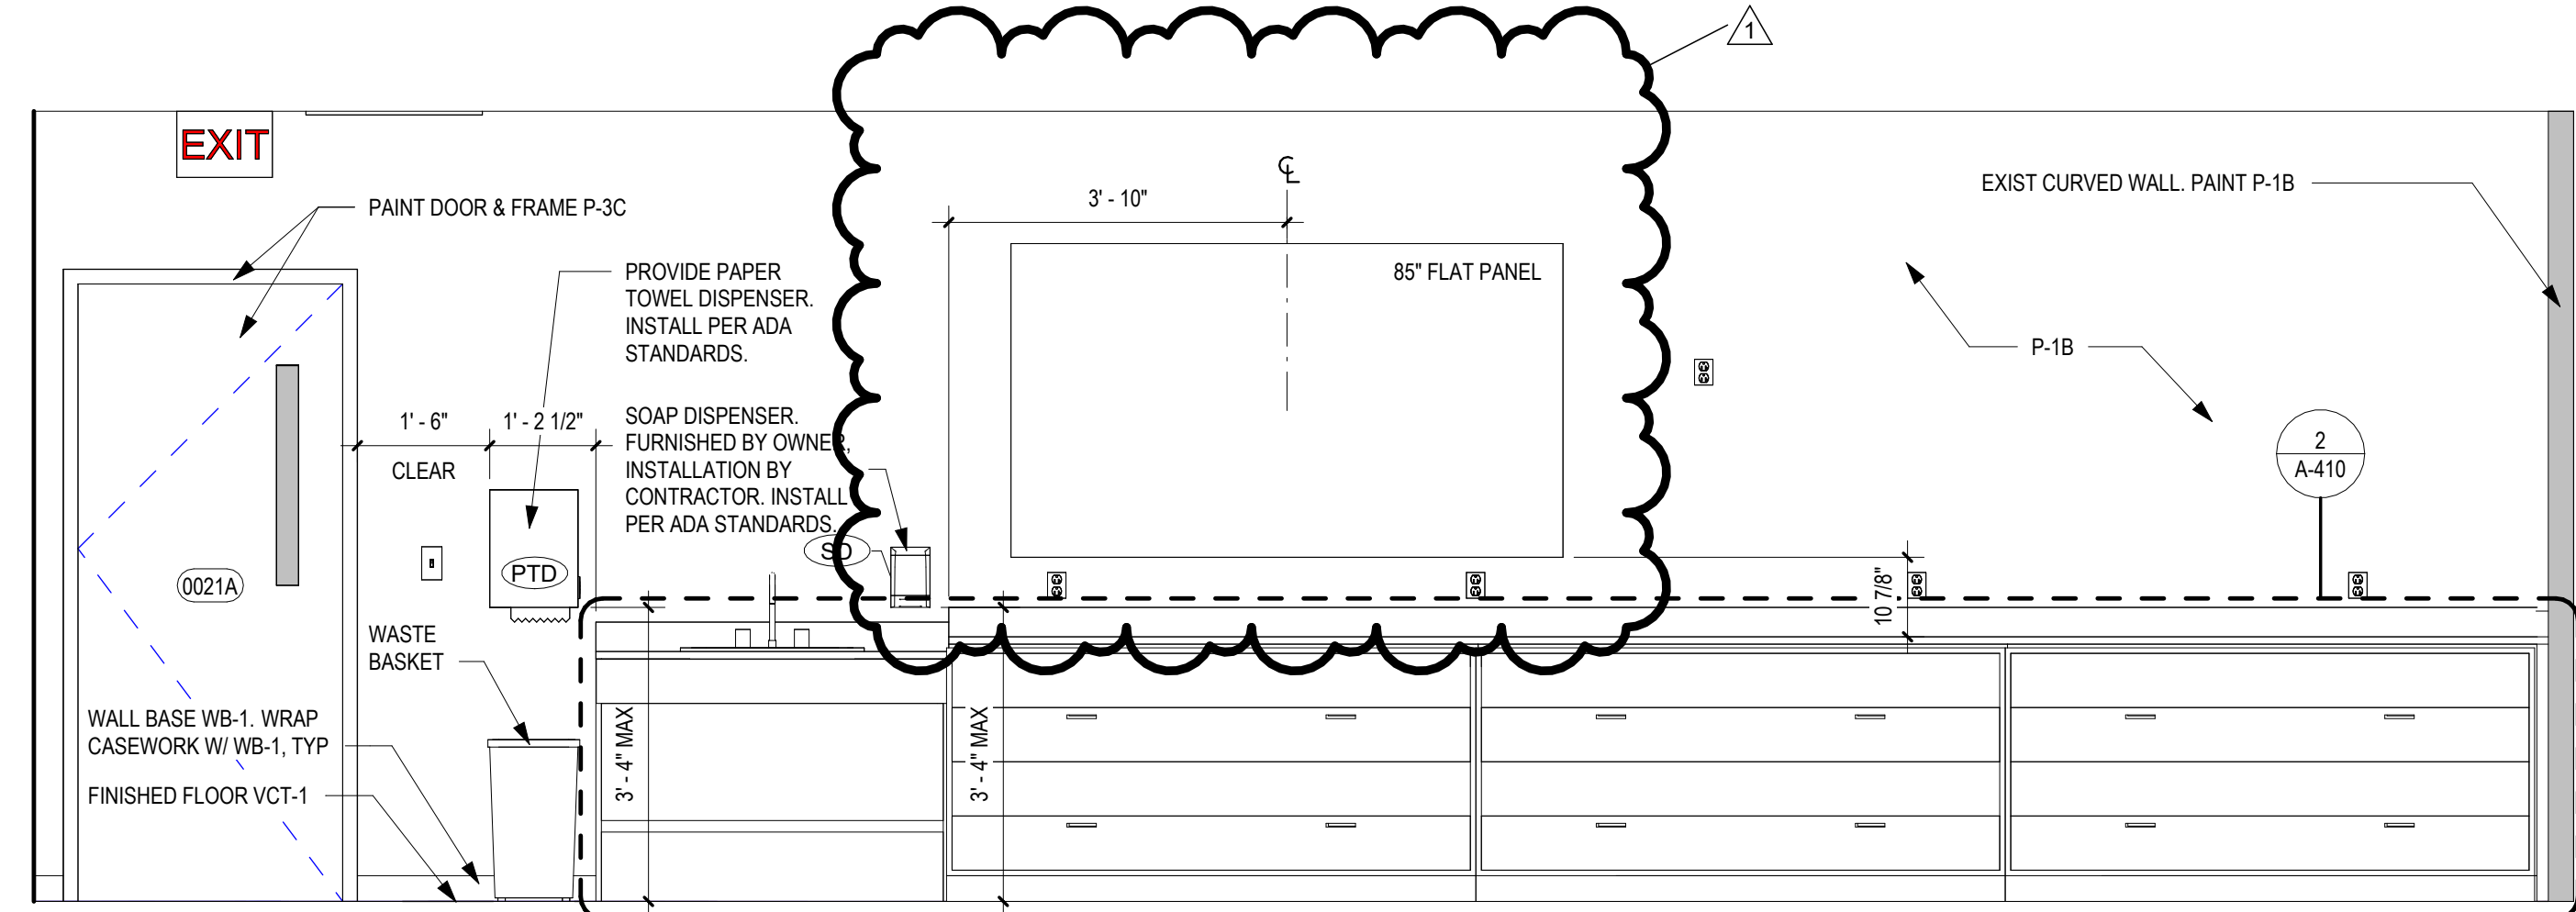 1
EXIT
PAINT DOOR & FRAME P-3C
3' - 10"
℄
EXIST CURVED WALL. PAINT P-1B
85" FLAT PANEL
PROVIDE PAPER
TOWEL DISPENSER.
INSTALL PER ADA
STANDARDS.
P-1B
1' - 6"
CLEAR
1' - 2 1/2"
SOAP DISPENSER.
FURNISHED BY OWNER,
INSTALLATION BY
CONTRACTOR. INSTALL
PER ADA STANDARDS.
2
A-410
SD
PTD
0021A
10 7/8"
WASTE
BASKET
WALL BASE WB-1. WRAP
CASEWORK W/ WB-1, TYP
FINISHED FLOOR VCT-1
3' - 4" MAX
3' - 4" MAX